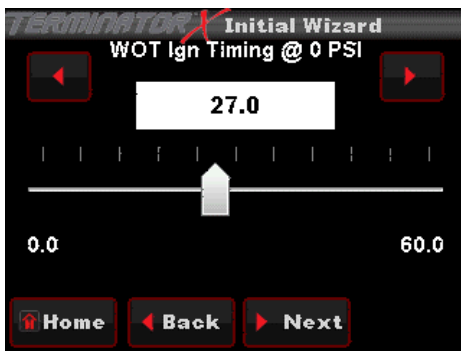 TERMINATOR X Initial Wizard
WOT Ign Timing @ 0 PSI
27.0
0.0 60.0
Home Back Next